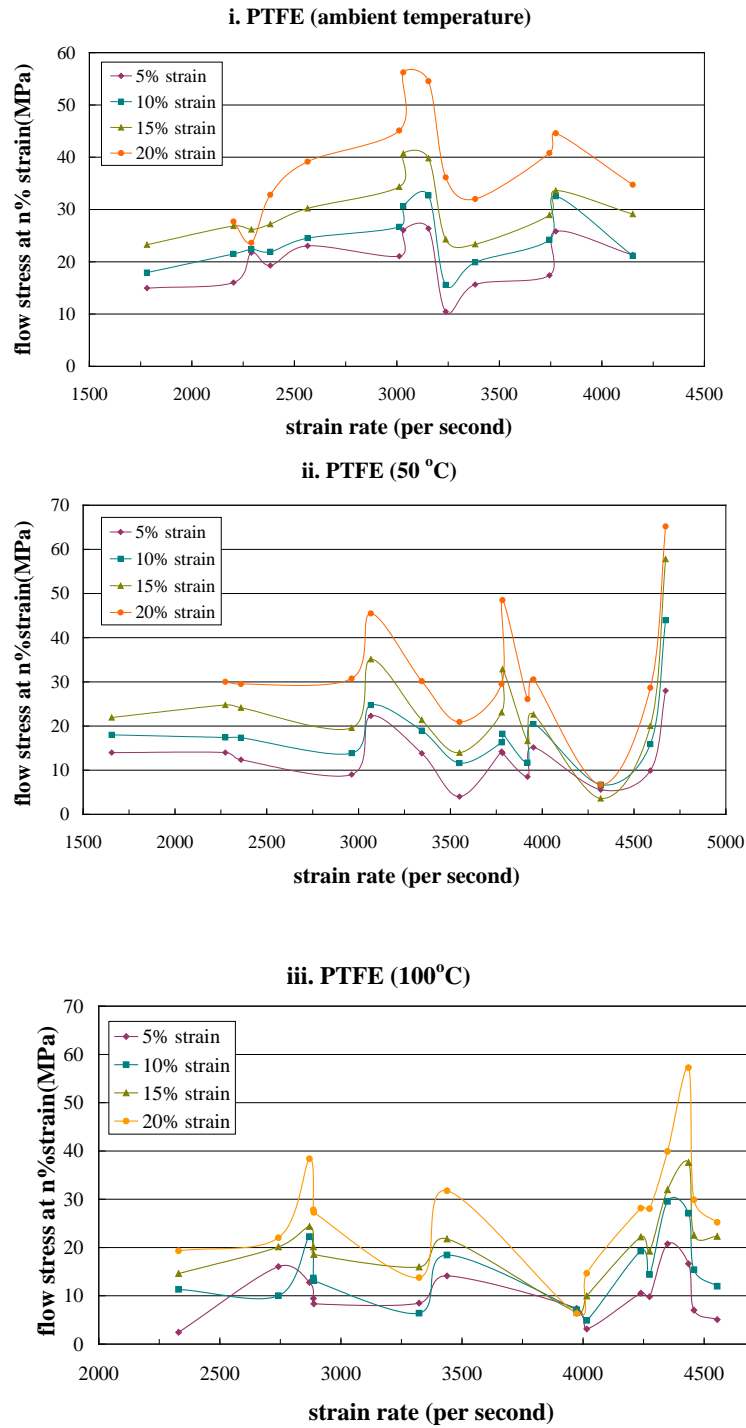 i. PTFE (ambient temperature)
60
50
40
30
20
10
0
flow stress at n% strain(MPa)
5% strain
10% strain
15% strain
20% strain
1500 2000 2500 3000 3500 4000 4500
strain rate (per second)
ii. PTFE (50 °C)
70
60
50
40
30
20
10
0
flow stress at n%strain(MPa)
5% strain
10% strain
15% strain
20% strain
1500 2000 2500 3000 3500 4000 4500 5000
strain rate (per second)
iii. PTFE (100°C)
70
60
50
40
30
20
10
0
flow stress at n%strain(MPa)
5% strain
10% strain
15% strain
20% strain
2000 2500 3000 3500 4000 4500
strain rate (per second)